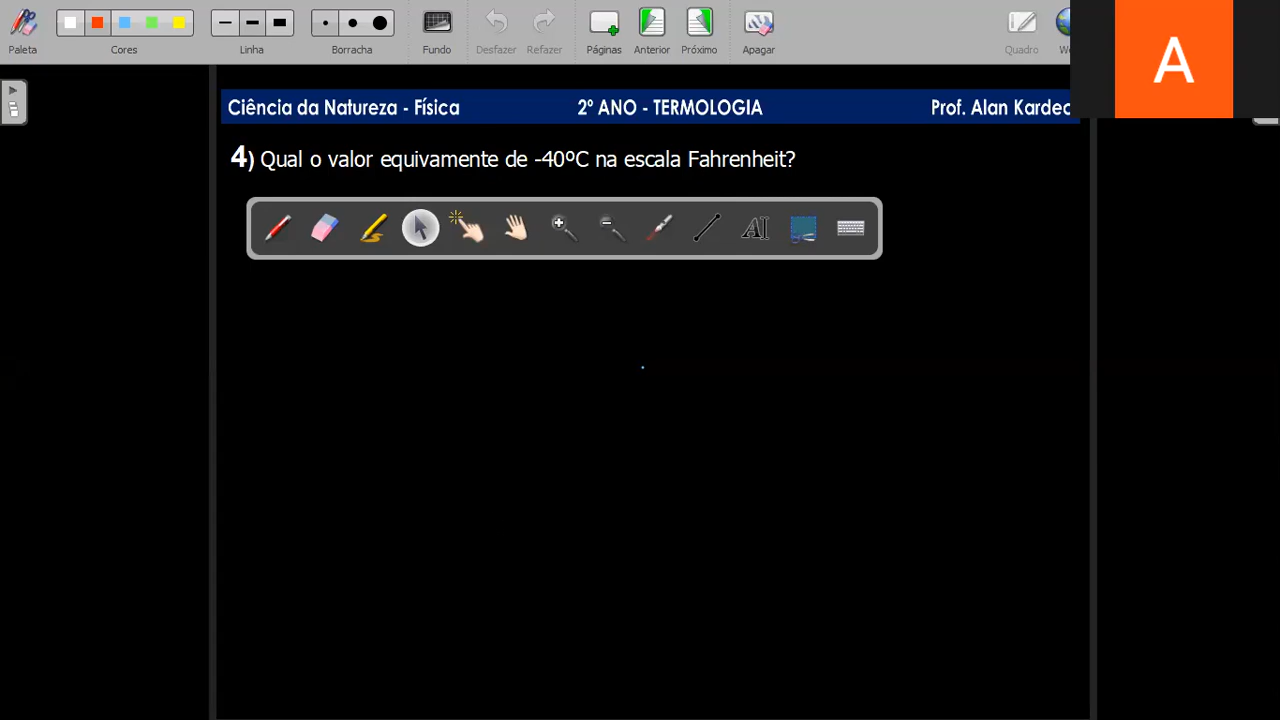 Paleta
Cores
Linha
Borracha
Fundo
Desfazer
Refazer
Páginas
Anterior
Próximo
Apagar
Quadro
A
Ciência da Natureza - Física
2º ANO - TERMOLOGIA
Prof. Alan Kardec
4) Qual o valor equivamente de -40ºC na escala Fahrenheit?
AI